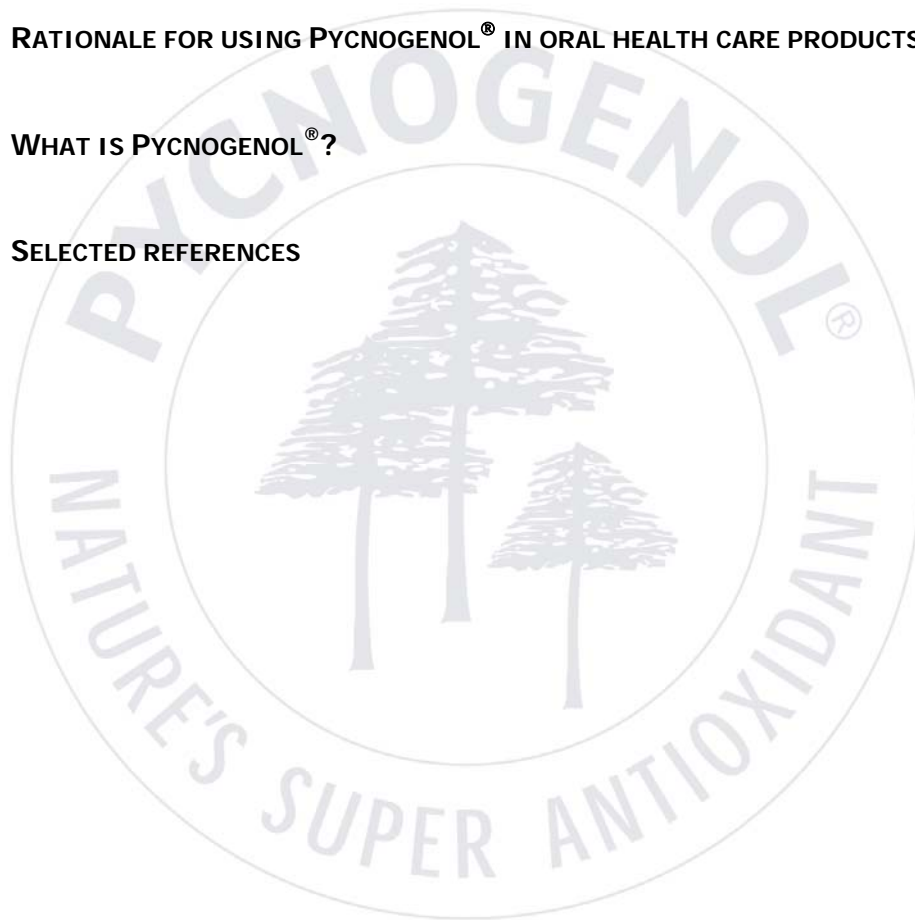 RATIONALE FOR USING PYCNOGENOL® IN ORAL HEALTH CARE PRODUCTS
WHAT IS PYCNOGENOL®?
SELECTED REFERENCES
PYCNOGENOL®
NATURE'S SUPER ANTIOXIDANT